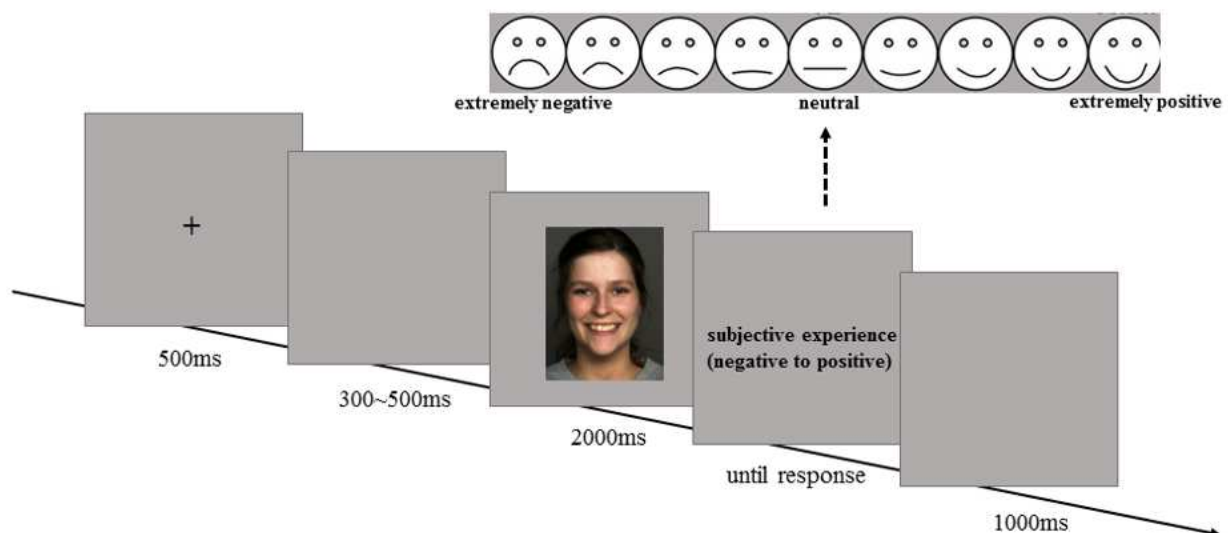 extremely negative
neutral
extremely positive
+
500ms
300~500ms
2000ms
subjective experience
(negative to positive)
until response
1000ms